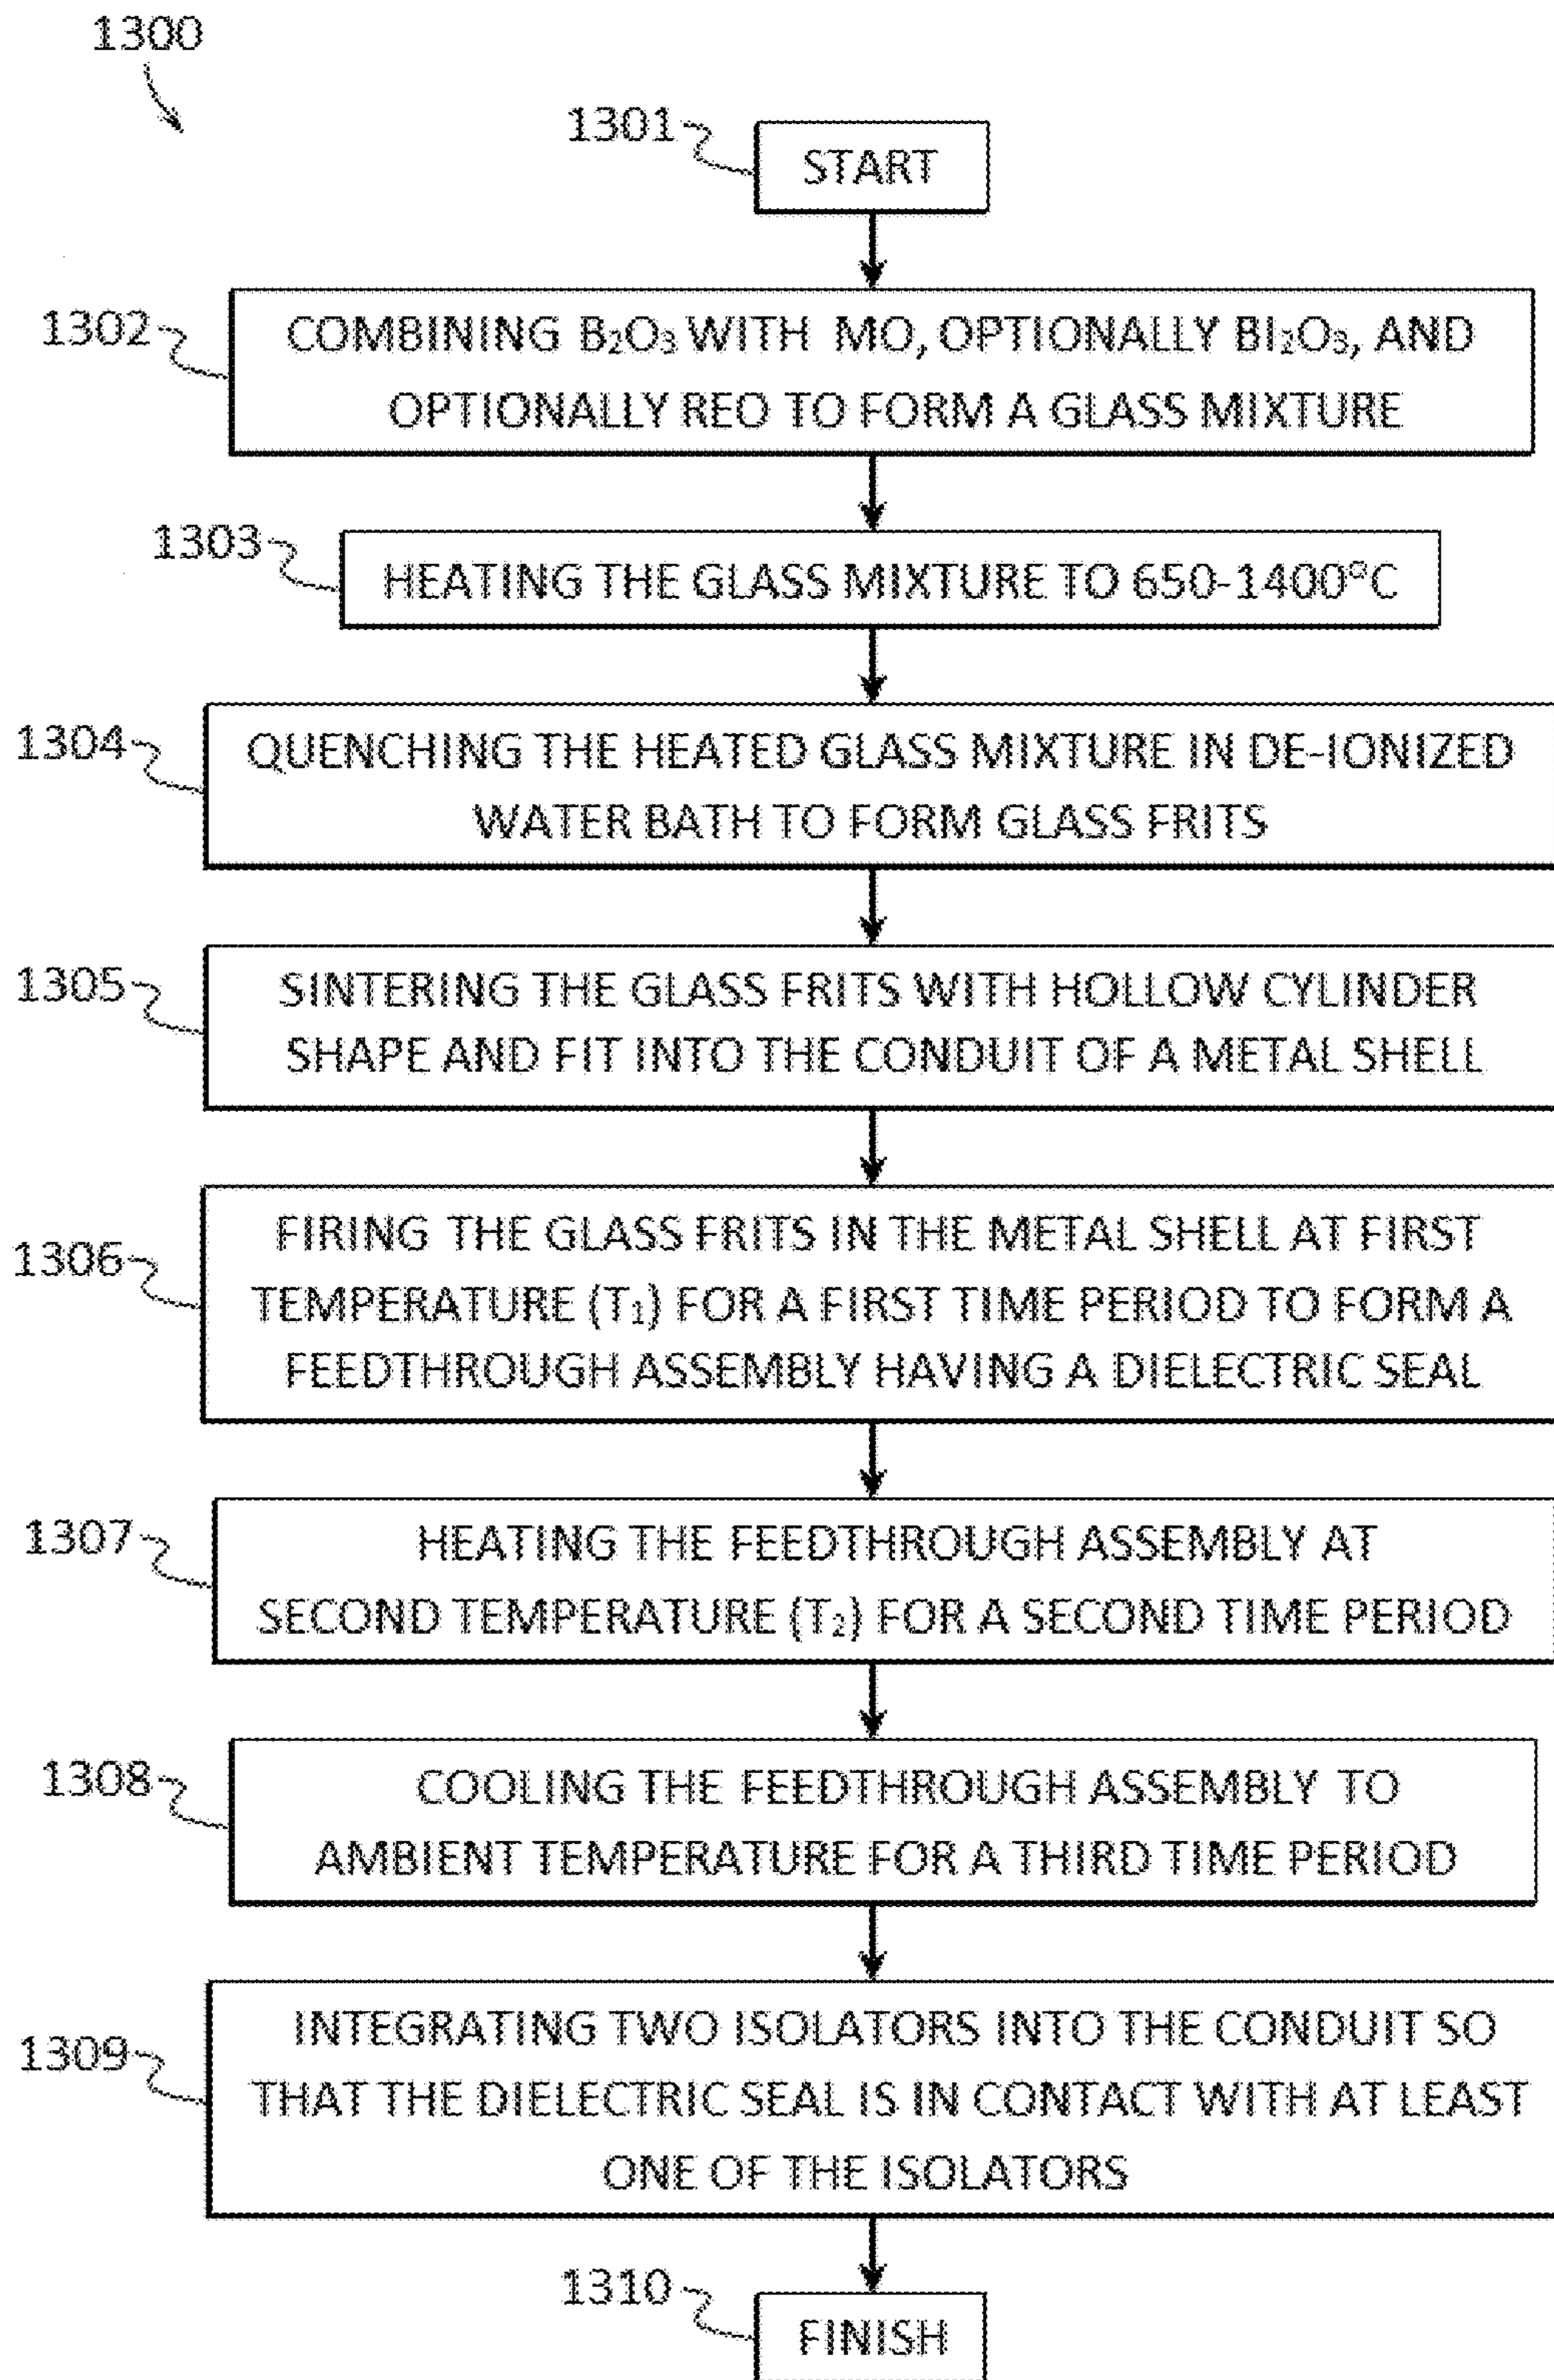 1300
1301
START
1302
COMBINING B₂O₃ WITH MO, OPTIONALLY BI₂O₃, AND
OPTIONALLY REO TO FORM A GLASS MIXTURE
1303
HEATING THE GLASS MIXTURE TO 650-1400°C
1304
QUENCHING THE HEATED GLASS MIXTURE IN DE-IONIZED
WATER BATH TO FORM GLASS FRITS
1305
SINTERING THE GLASS FRITS WITH HOLLOW CYLINDER
SHAPE AND FIT INTO THE CONDUIT OF A METAL SHELL
1306
FIRING THE GLASS FRITS IN THE METAL SHELL AT FIRST
TEMPERATURE (T₁) FOR A FIRST TIME PERIOD TO FORM A
FEEDTHROUGH ASSEMBLY HAVING A DIELECTRIC SEAL
1307
HEATING THE FEEDTHROUGH ASSEMBLY AT
SECOND TEMPERATURE (T₂) FOR A SECOND TIME PERIOD
1308
COOLING THE FEEDTHROUGH ASSEMBLY TO
AMBIENT TEMPERATURE FOR A THIRD TIME PERIOD
1309
INTEGRATING TWO ISOLATORS INTO THE CONDUIT SO
THAT THE DIELECTRIC SEAL IS IN CONTACT WITH AT LEAST
ONE OF THE ISOLATORS
1310
FINISH